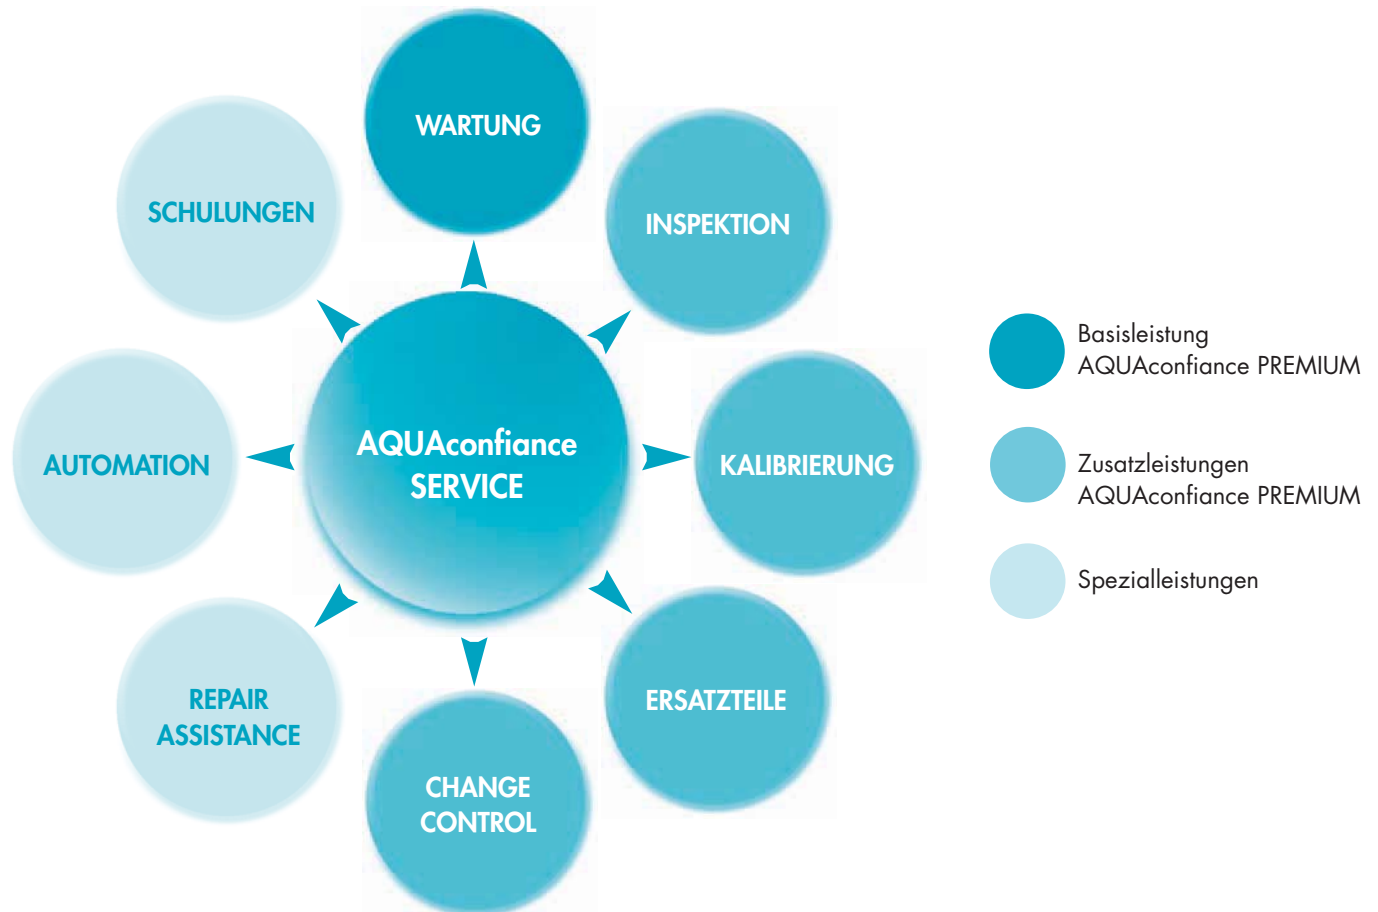 WARTUNG
INSPEKTION
KALIBRIERUNG
ERSATZTEILE
CHANGE
CONTROL
REPAIR
ASSISTANCE
AUTOMATION
SCHULUNGEN
AQUAconfiance
SERVICE
Basisleistung
AQUAconfiance PREMIUM
Zusatzleistungen
AQUAconfiance PREMIUM
Spezialleistungen